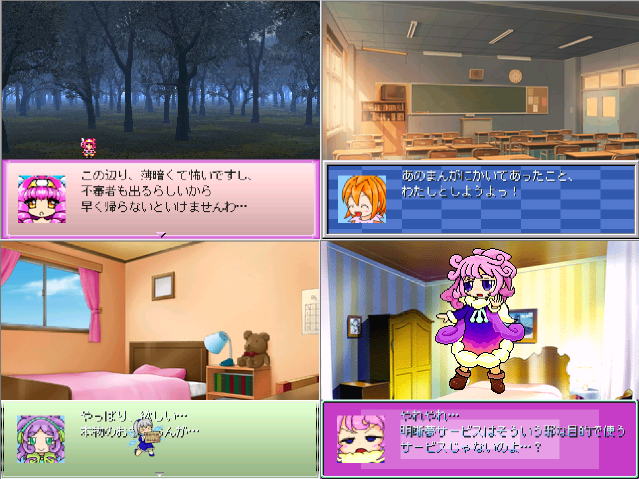 この辺り、薄暗くて怖いですし、
不審者も出るらしいから
早く帰らないといけませんわ…
あのまんがにかいてあったこと、
わたしとしようよっ！
やっぱり、欲しい…
本物のお
んが…
やれやれ…
明晰夢サービスはそういう邪な目的で使う
サービスじゃないのよ…？